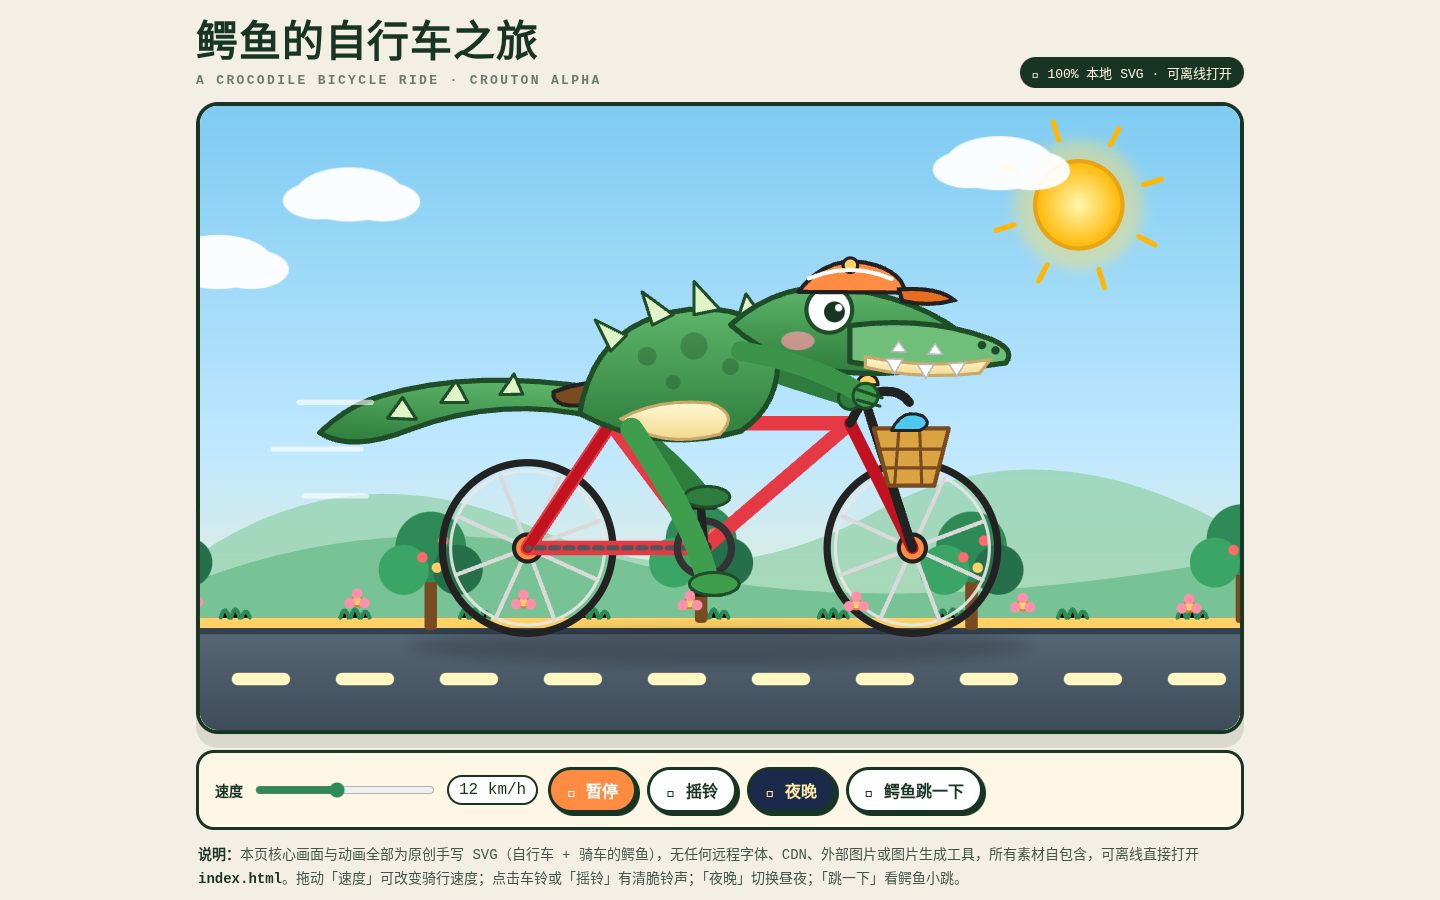 鳄鱼的自行车之旅
A CROCODILE BICYCLE RIDE · CROUTON ALPHA
100% 本地 SVG · 可离线打开
速度
12 km/h
暂停
摇铃
夜晚
鳄鱼跳一下
说明：本页核心画面与动画全部为原创手写 SVG（自行车 + 骑车的鳄鱼），无任何远程字体、CDN、外部图片或图片生成工具，所有素材自包含，可离线直接打开
index.html。拖动「速度」可改变骑行速度；点击车铃或「摇铃」有清脆铃声；「夜晚」切换昼夜；「跳一下」看鳄鱼小跳。